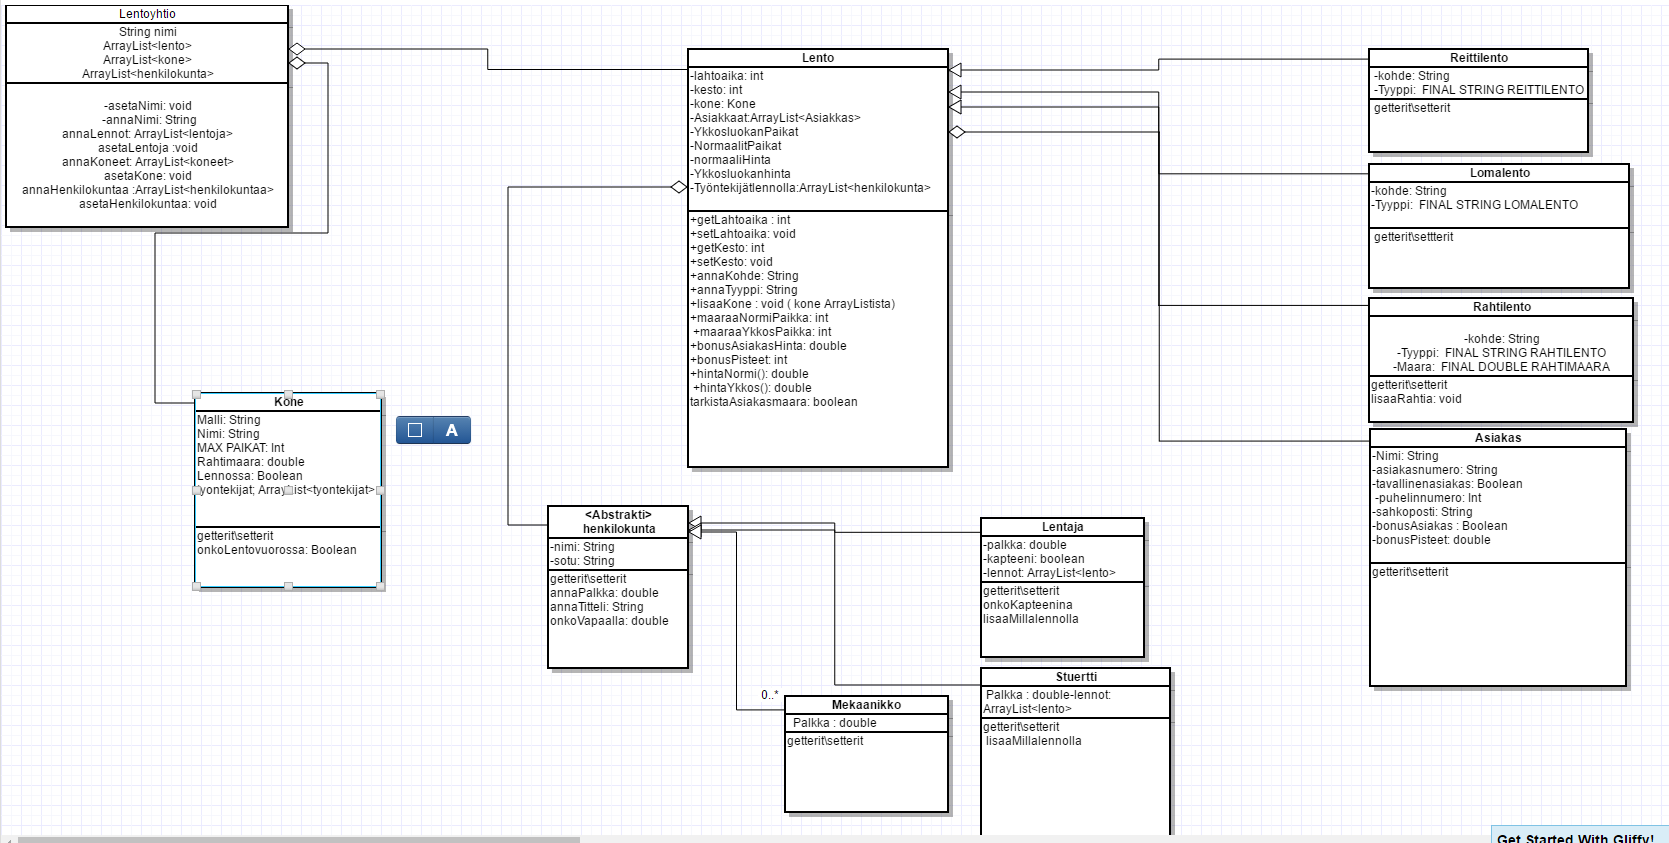 Lentoyhtio
String nimi
ArrayList<lento>
ArrayList<kone>
ArrayList<henkilokunta>
-asetaNimi: void
-annaNimi: String
annaLennot: ArrayList<lentoja>
asetaLentoja :void
annaKoneet: ArrayList<koneet>
asetaKone: void
annaHenkilokuntaa :ArrayList<henkilokuntaa>
asetaHenkilokuntaa: void
Lento
-lahtoaika: int
-kesto: int
-kone: Kone
-Asiakkaat:ArrayList<Asiakkas>
-YkkosluokanPaikat
-NormaalitPaikat
-normaaliHinta
-Ykkosluokanhinta
-Työntekijätlennolla:ArrayList<henkilokunta>
+getLahtoaika : int
+setLahtoaika: void
+getKesto: int
+setKesto: void
+annaKohde: String
+annaTyyppi: String
+lisaaKone : void ( kone ArrayListista)
+maaraaNormiPaikka: int
+maaraaYkkosPaikka: int
+bonusAsiakasHinta: double
+bonusPisteet: int
+hintaNormi(): double
+hintaYkkos(): double
tarkistaAsiakasmaara: boolean
Reittilento
-kohde: String
-Tyyppi: FINAL STRING REITTILENTO
getterit\setterit
Lomalento
-kohde: String
-Tyyppi: FINAL STRING LOMALENTO
getterit\settterit
Rahtilento
-kohde: String
-Tyyppi: FINAL STRING RAHTILENTO
-Maara: FINAL DOUBLE RAHTIMAARA
getterit\setterit
lisaaRahtia: void
Asiakas
-Nimi: String
-asiakasnumero: String
-tavallinenasiakas: Boolean
-puhelinnumero: Int
-sahkoposti: String
-bonusAsiakas : Boolean
-bonusPisteet: double
getterit\setterit
Kone
Malli: String
Nimi: String
MAX PAIKAT: Int
Rahtimaara: double
Lennossa: Boolean
tyontekijat; ArrayList<tyontekijat>
getterit\setterit
onkoLentovuorossa: Boolean
A
<Abstrakti>
henkilokunta
-nimi: String
-sotu: String
getterit\setterit
annaPalkka: double
annaTitteli: String
onkoVapaalla: double
Lentaja
-palkka: double
-kapteeni: boolean
-lennot: ArrayList<lento>
getterit\setterit
onkoKapteenina
lisaaMillalennolla
Stuertti
Palkka : double-lennot:
ArrayList<lento>
getterit\setterit
lisaaMillalennolla
0..*
Mekaanikko
Palkka : double
getterit\setterit
Get Started With Gliffy!